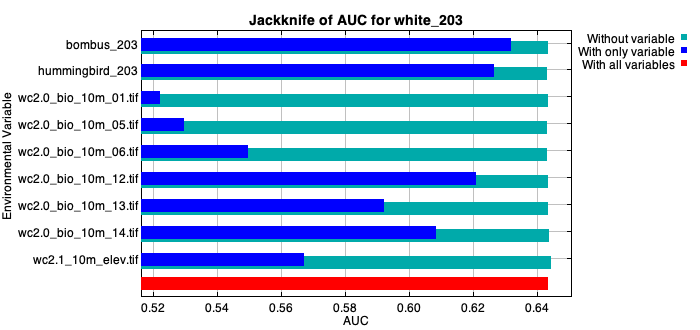 Jackknife of AUC for white_203
Without variable
With only variable
With all variables
Environmental Variable
bombus_203
hummingbird_203
wc2.0_bio_10m_01.tif
wc2.0_bio_10m_05.tif
wc2.0_bio_10m_06.tif
wc2.0_bio_10m_12.tif
wc2.0_bio_10m_13.tif
wc2.0_bio_10m_14.tif
wc2.1_10m_elev.tif
0.52 0.54 0.56 0.58 0.60 0.62 0.64
AUC